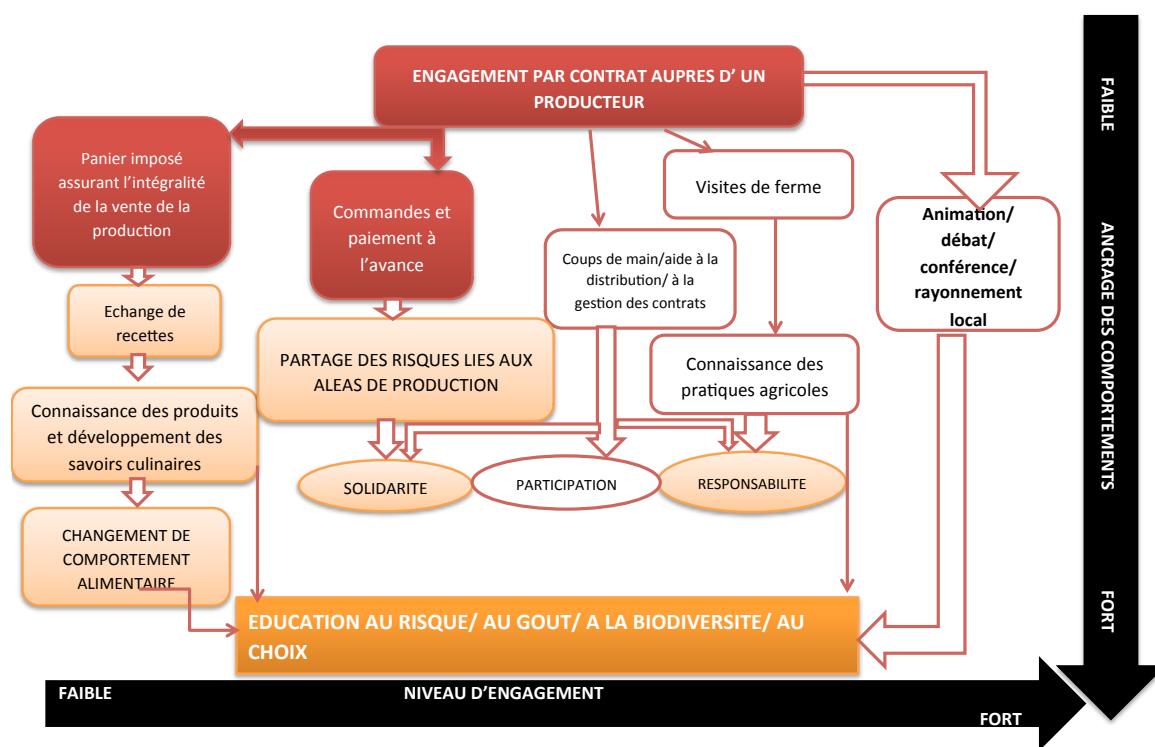 ENGAGEMENT PAR CONTRAT AUPRES D’ UN
PRODUCTEUR
Panier imposé
assurant l’intégralité
de la vente de la
production
Commandes et
paiement à
l’avance
Visites de ferme
Coups de main/aide à la
distribution/ à la
gestion des contrats
Animation/
débat/
conférence/
rayonnement
local
Echange de
recettes
PARTAGE DES RISQUES LIES AUX
ALEAS DE PRODUCTION
Connaissance des
pratiques agricoles
Connaissance des produits
et développement des
savoirs culinaires
SOLIDARITE
PARTICIPATION
RESPONSABILITE
CHANGEMENT DE
COMPORTEMENT
ALIMENTAIRE
EDUCATION AU RISQUE/ AU GOUT/ A LA BIODIVERSITE/ AU
CHOIX
FAIBLE
NIVEAU D’ENGAGEMENT
FORT
FAIBLE
ANCRAGE DES COMPORTEMENTS
FORT